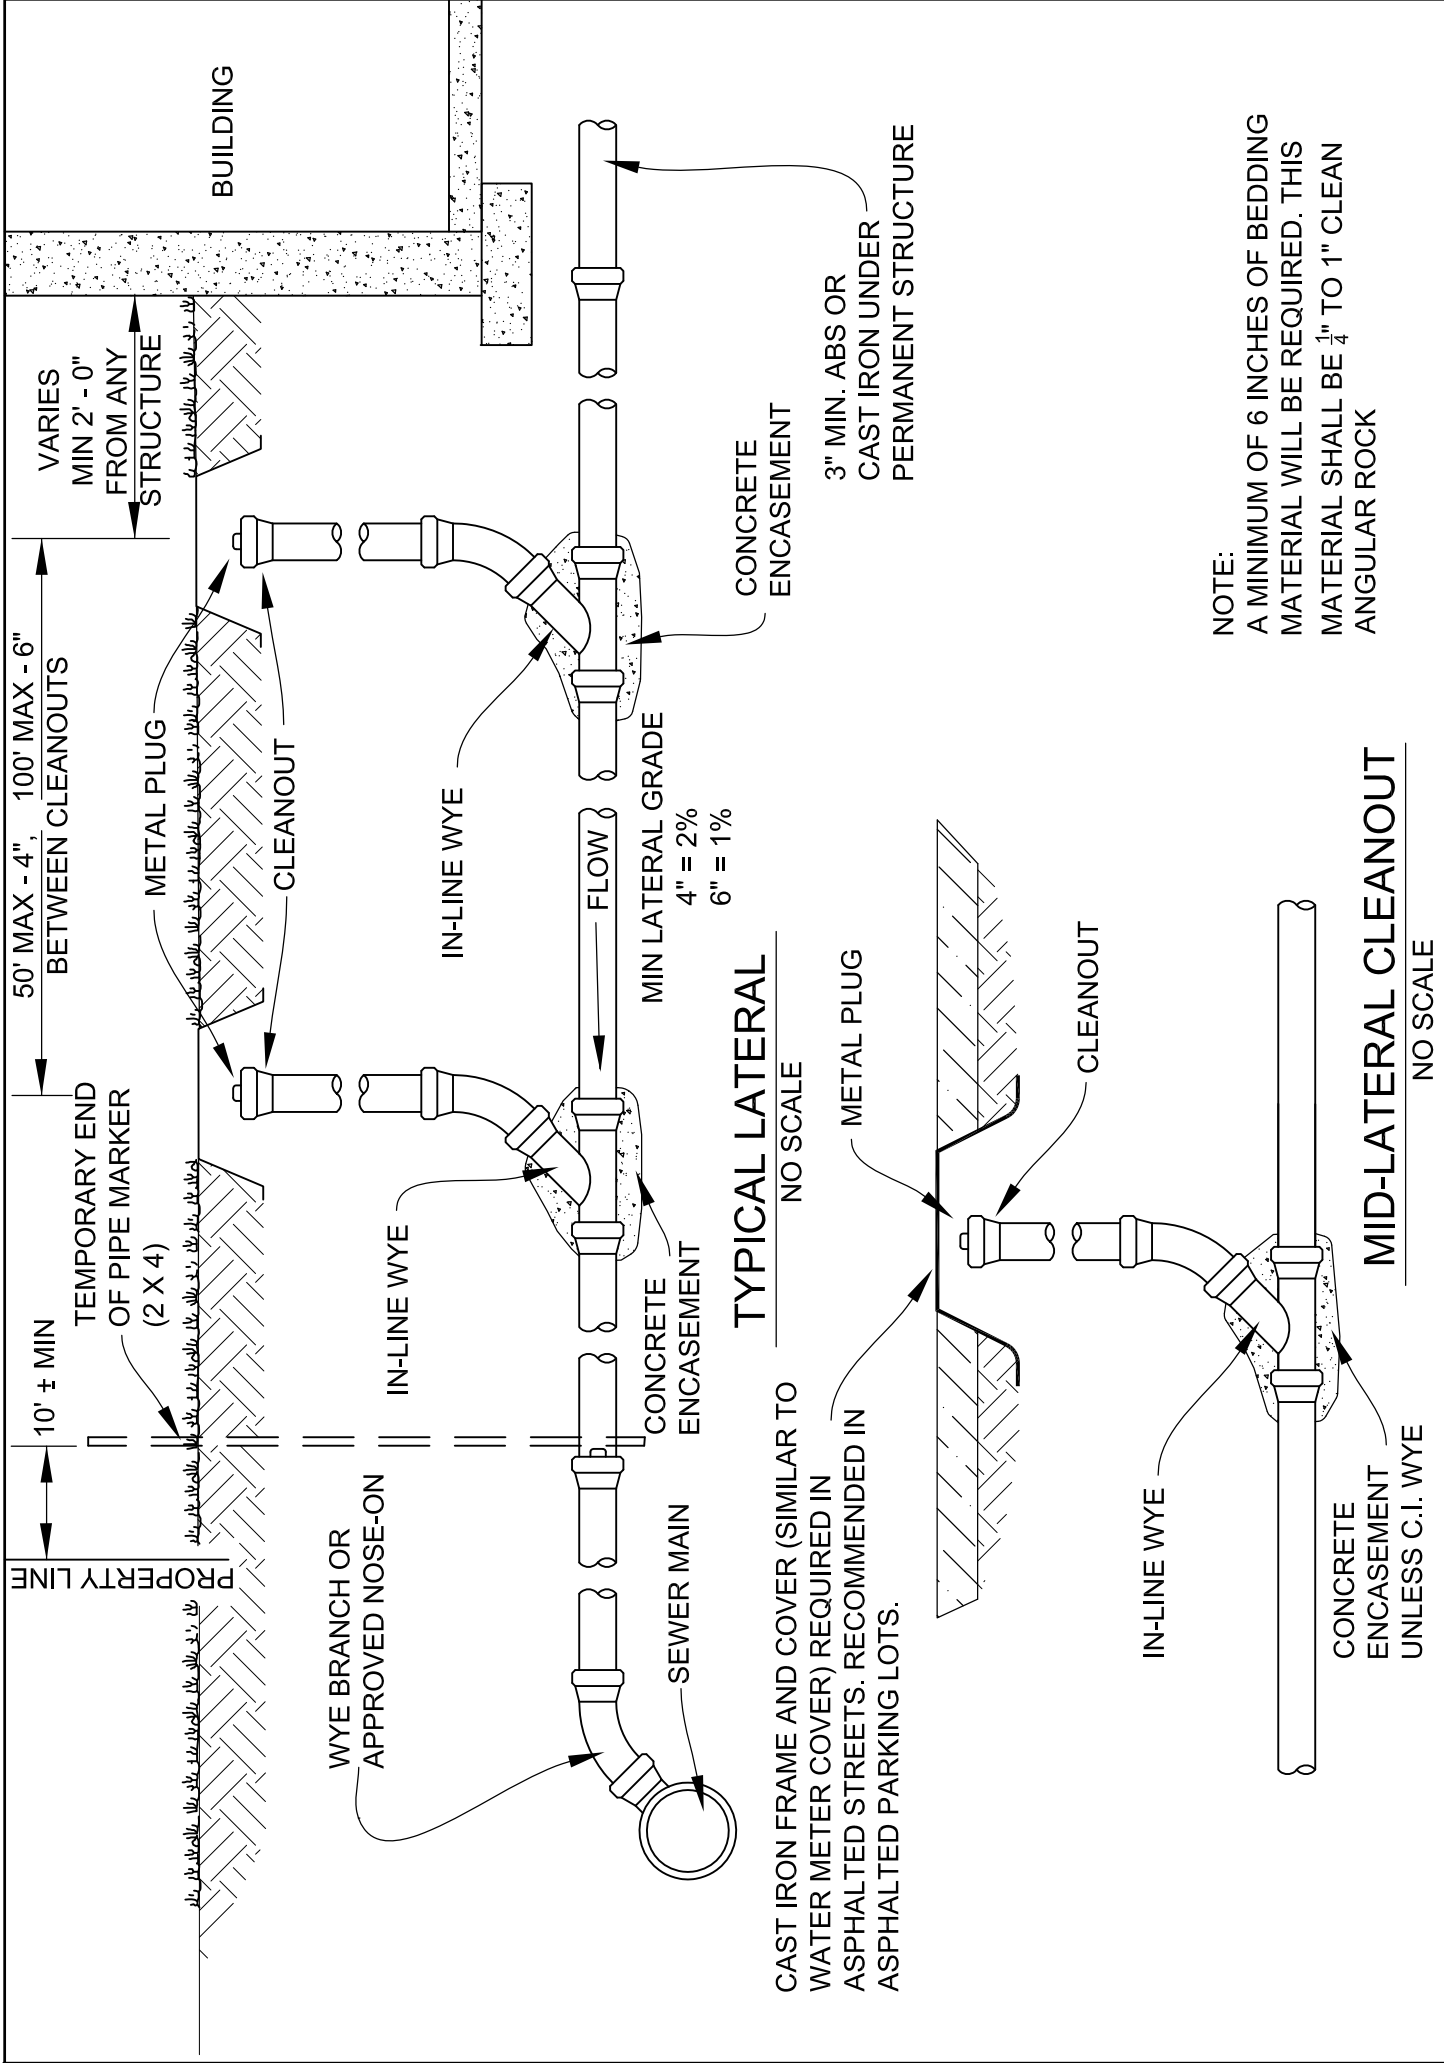 PROPERTY LINE
10' ± MIN
TEMPORARY END
OF PIPE MARKER
(2 X 4)
50' MAX - 4", 100' MAX - 6"
BETWEEN CLEANOUTS
VARIES
MIN 2' - 0"
FROM ANY
STRUCTURE
BUILDING
METAL PLUG
CLEANOUT
WYE BRANCH OR
APPROVED NOSE-ON
IN-LINE WYE
IN-LINE WYE
FLOW
SEWER MAIN
CONCRETE
ENCASEMENT
MIN LATERAL GRADE
4" = 2%
6" = 1%
CONCRETE
ENCASEMENT
3" MIN. ABS OR
CAST IRON UNDER
PERMANENT STRUCTURE
TYPICAL LATERAL
NO SCALE
CAST IRON FRAME AND COVER (SIMILAR TO
WATER METER COVER) REQUIRED IN
ASPHALTED STREETS. RECOMMENDED IN
ASPHALTED PARKING LOTS.
METAL PLUG
CLEANOUT
IN-LINE WYE
CONCRETE
ENCASEMENT
UNLESS C.I. WYE
MID-LATERAL CLEANOUT
NO SCALE
NOTE:
A MINIMUM OF 6 INCHES OF BEDDING
MATERIAL WILL BE REQUIRED. THIS
MATERIAL SHALL BE 1/4" TO 1" CLEAN
ANGULAR ROCK